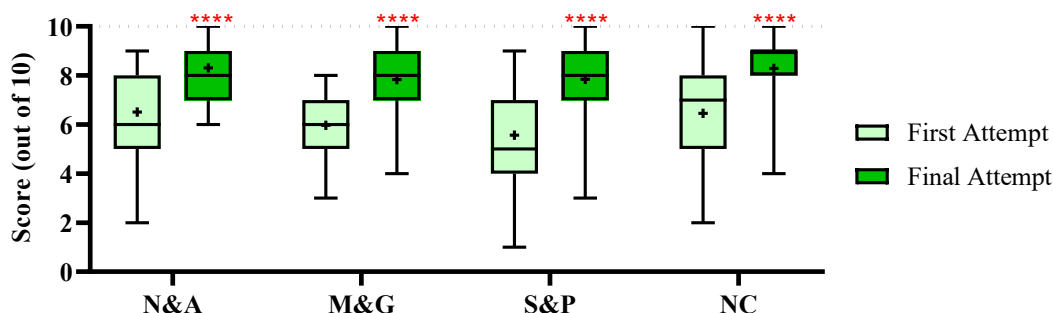 **** **** **** ****
Score (out of 10)
10
8
6
4
2
0
N&A M&G S&P NC
First Attempt
Final Attempt